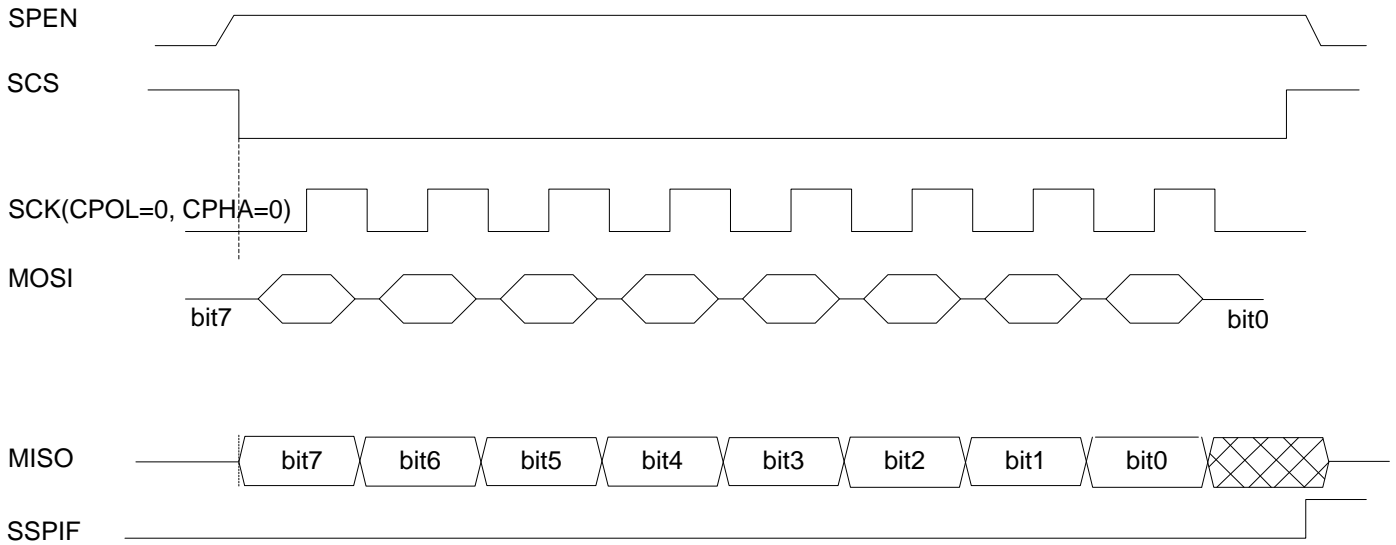 SPEN
SCS
SCK(CPOL=0, CPHA=0)
MOSI
bit7
bit0
MISO
bit7
bit6
bit5
bit4
bit3
bit2
bit1
bit0
SSPIF